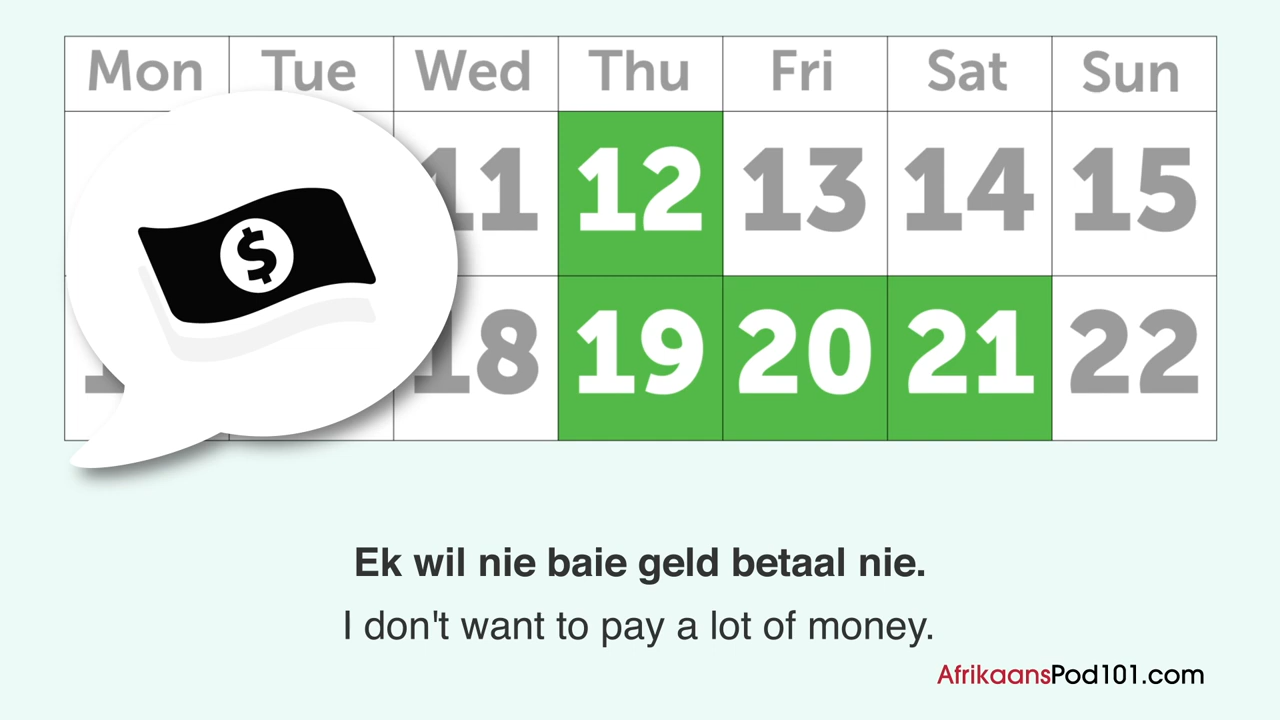 Mon Tue Wed Thu Fri Sat Sun
11 12 13 14 15
18 19 20 21 22
$
Ek wil nie baie geld betaal nie.
I don't want to pay a lot of money.
AfrikaansPod101.com